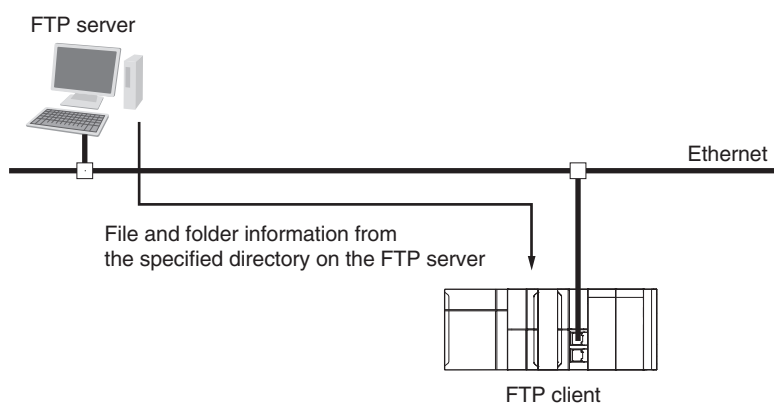 FTP server
Ethernet
File and folder information from
the specified directory on the FTP server
FTP client